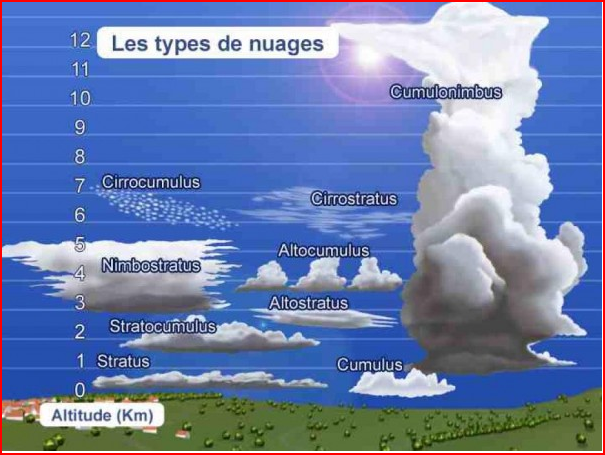 Les types de nuages
12
11
10
9
8
7
6
5
4
3
2
1
0
Cumulonimbus
Cirrocumulus
Cirrostratus
Altocumulus
Nimbostratus
Altostratus
Stratocumulus
Stratus
Cumulus
Altitude (Km)